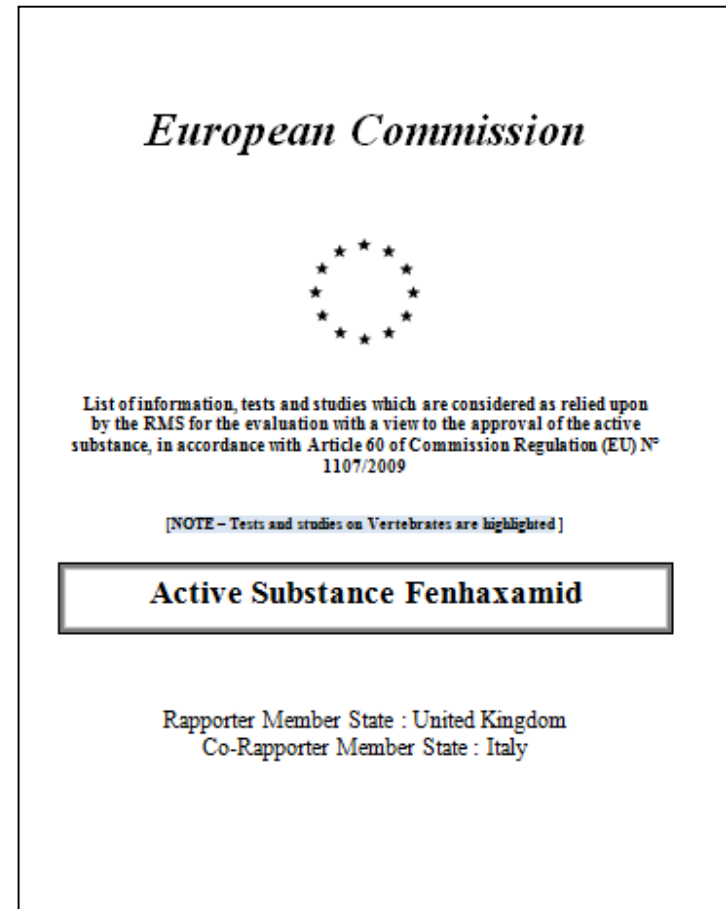 European Commission
List of information, tests and studies which are considered as relied upon
by the RMS for the evaluation with a view to the approval of the active
substance, in accordance with Article 60 of Commission Regulation (EU) N°
1107/2009
[NOTE – Tests and studies on Vertebrates are highlighted ]
Active Substance Fenhaxamid
Rapporter Member State : United Kingdom
Co-Rapporter Member State : Italy